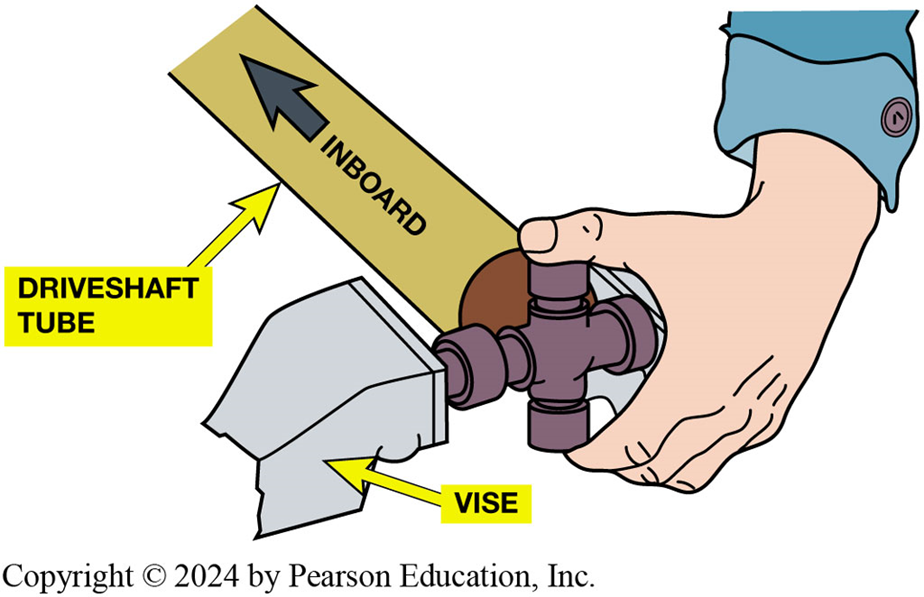 INBOARD
DRIVESHAFT
TUBE
VISE
Copyright © 2024 by Pearson Education, Inc.